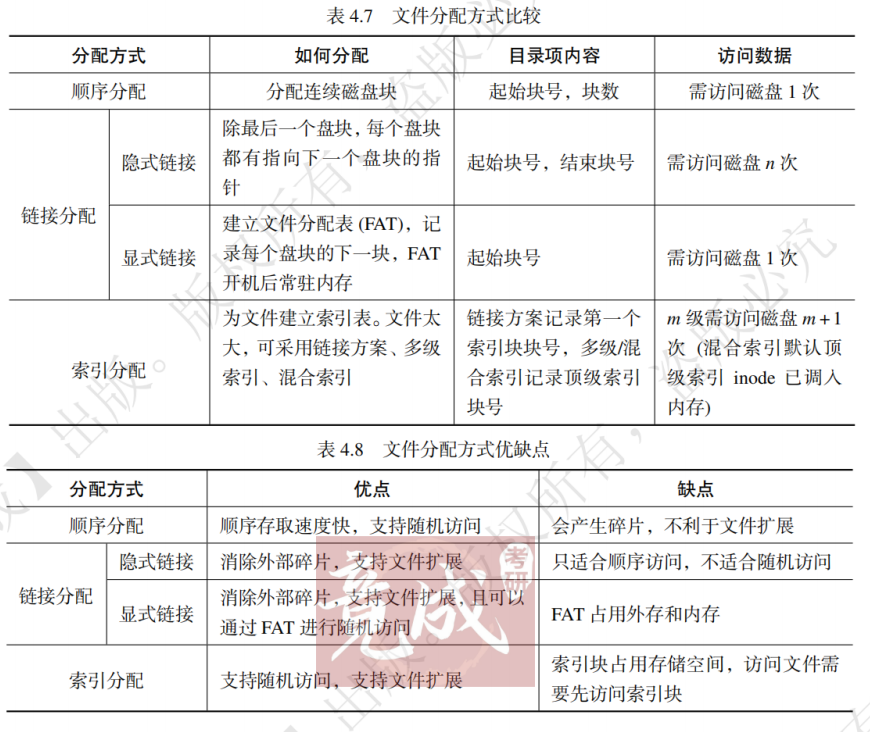 表 4.7 文件分配方式比较
分配方式 如何分配 目录项内容 访问数据
顺序分配 分配连续磁盘块 起始块号，块数 需访问磁盘 1 次
链接分配
隐式链接
除最后一个盘块，每个盘块
都有指向下一个盘块的指
针
起始块号，结束块号
需访问磁盘 n 次
显式链接
建立文件分配表 (FAT)，记
录每个盘块的下一块，FAT
开机后常驻内存
起始块号
需访问磁盘 1 次
索引分配
为文件建立索引表。文件太
大，可采用链接方案、多级
索引、混合索引
链接方案记录第一个
索引块块号，多级/混
合索引记录顶级索引
块号
m 级需访问磁盘 m + 1
次 (混合索引默认顶
级索引 inode 已调入
内存)
表 4.8 文件分配方式优缺点
分配方式 优点 缺点
顺序分配 顺序存取速度快，支持随机访问 会产生碎片，不利于文件扩展
链接分配
隐式链接 消除外部碎片，支持文件扩展 只适合顺序访问，不适合随机访问
显式链接
消除外部碎片，支持文件扩展，且可以
通过 FAT 进行随机访问
FAT 占用外存和内存
索引分配
支持随机访问，支持文件扩展
索引块占用存储空间，访问文件需
要先访问索引块
竟成
考研
盗版必究
版权所有，盗版必究
出版。版权所有，
】出版。版权所有，盗版必究